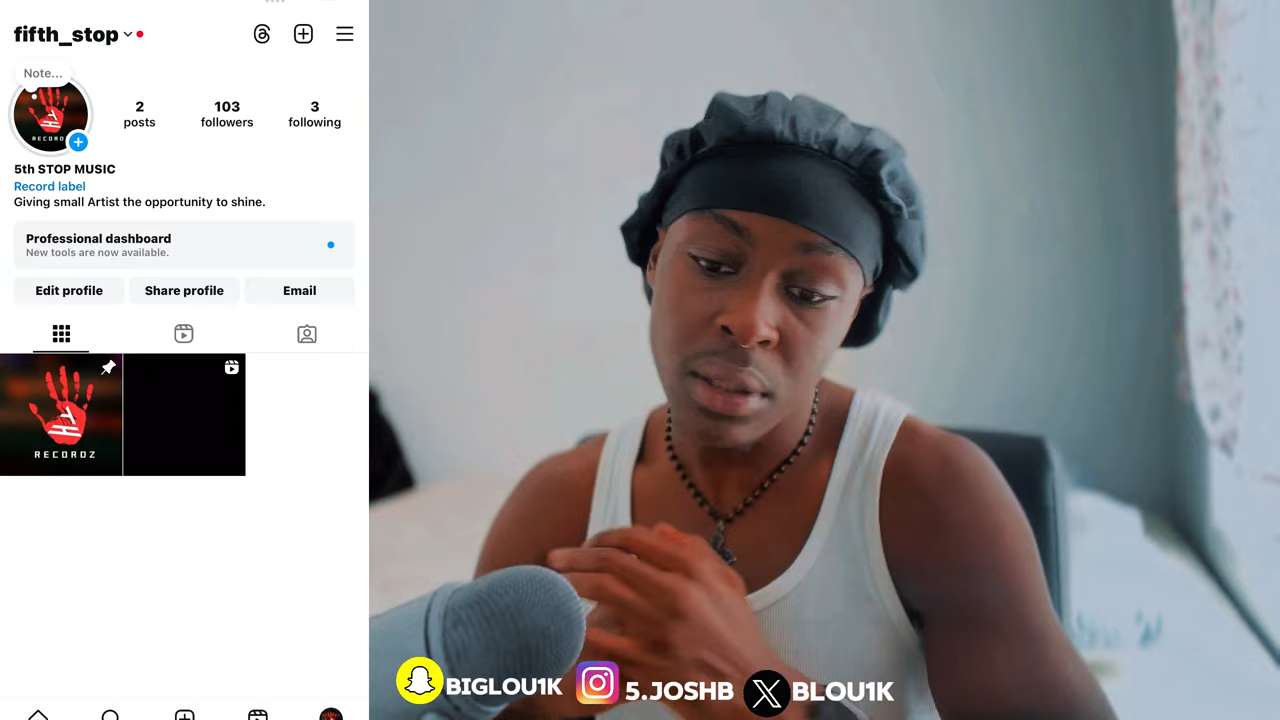 fifth_stop
Note...
RECORDZ
2
posts
103
followers
3
following
5th STOP MUSIC
Record label
Giving small Artist the opportunity to shine.
Professional dashboard
New tools are now available.
Edit profile
Share profile
Email
RECORDZ
BIGLOU1K
5.JOSHB
BLOU1K